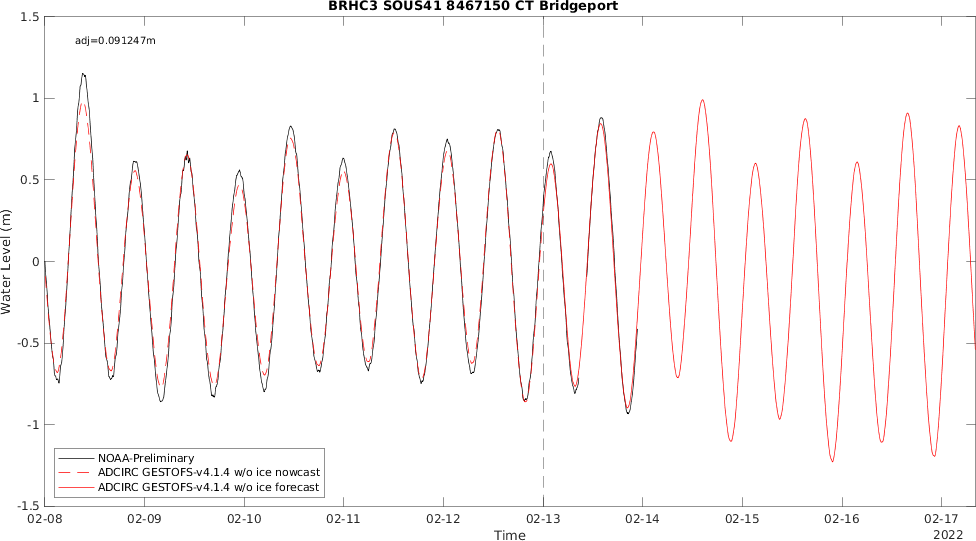 BRHC3 SOUS41 8467150 CT Bridgeport
adj=0.091247m
1.5
1
0.5
0
-0.5
-1
-1.5
Water Level (m)
NOAA-Preliminary
ADCIRC GESTOFS-v4.1.4 w/o ice nowcast
ADCIRC GESTOFS-v4.1.4 w/o ice forecast
02-08 02-09 02-10 02-11 02-12 02-13 02-14 02-15 02-16 02-17
Time
2022